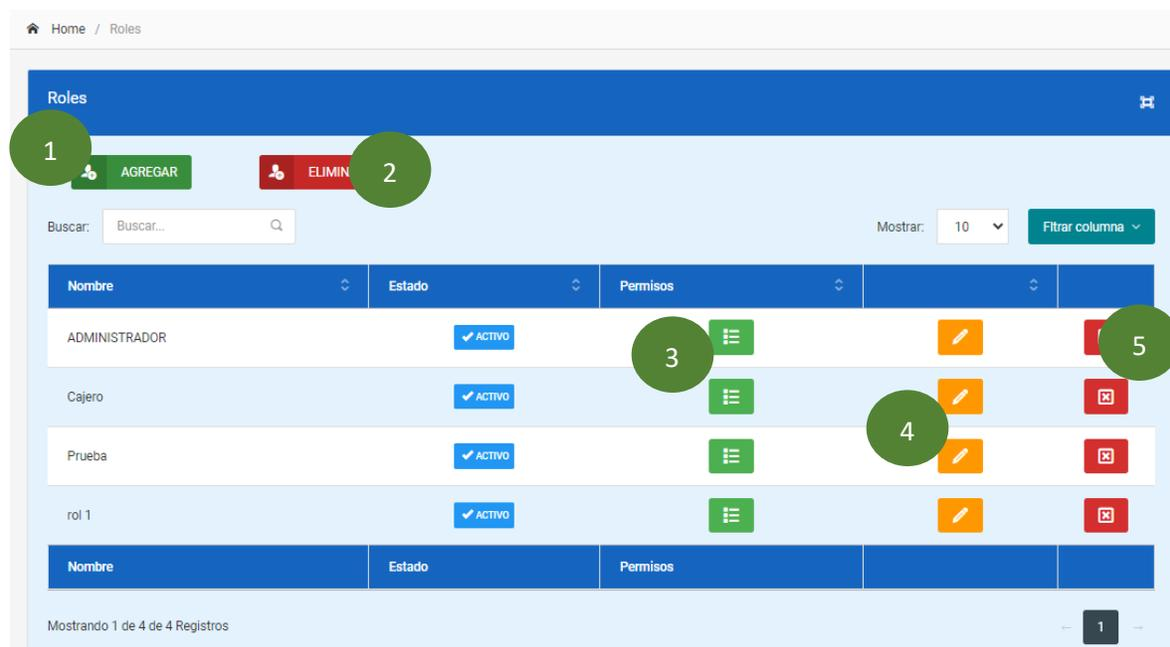 Home / Roles
Roles
1
AGREGAR
ELIMIN
2
Buscar: Buscar... Mostrar: 10 Fltrar columna
Nombre Estado Permisos
ADMINISTRADOR ACTIVO
3
5
Cajero ACTIVO
4
Prueba ACTIVO
rol 1 ACTIVO
Nombre Estado Permisos
Mostrando 1 de 4 de 4 Registros ← 1 →